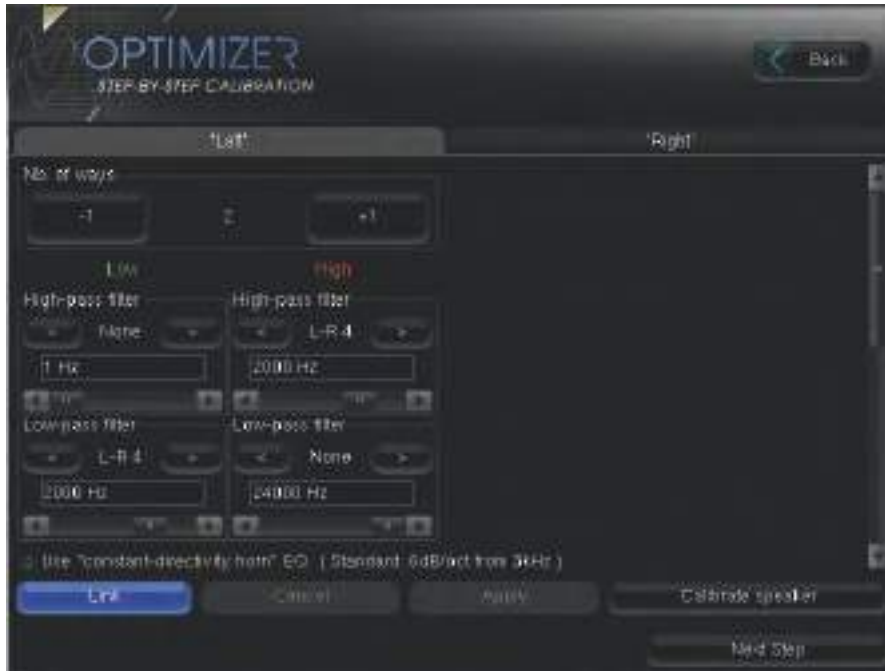 OPTIMIZER
STEP-BY-STEP CALIBRATION
Back
"Left"
"Right"
No. of ways
-1
2
+1
Low
High
High-pass filter
High-pass filter
None
< L-R 4 >
1 Hz
2000 Hz
Low-pass filter
Low-pass filter
L-R 4
< None >
2000 Hz
24000 Hz
Use "constant-directivity horn" EQ ( Standard 6dB/oct from 3kHz )
Link
Cancel
Apply
Calibrate speaker
Next Step